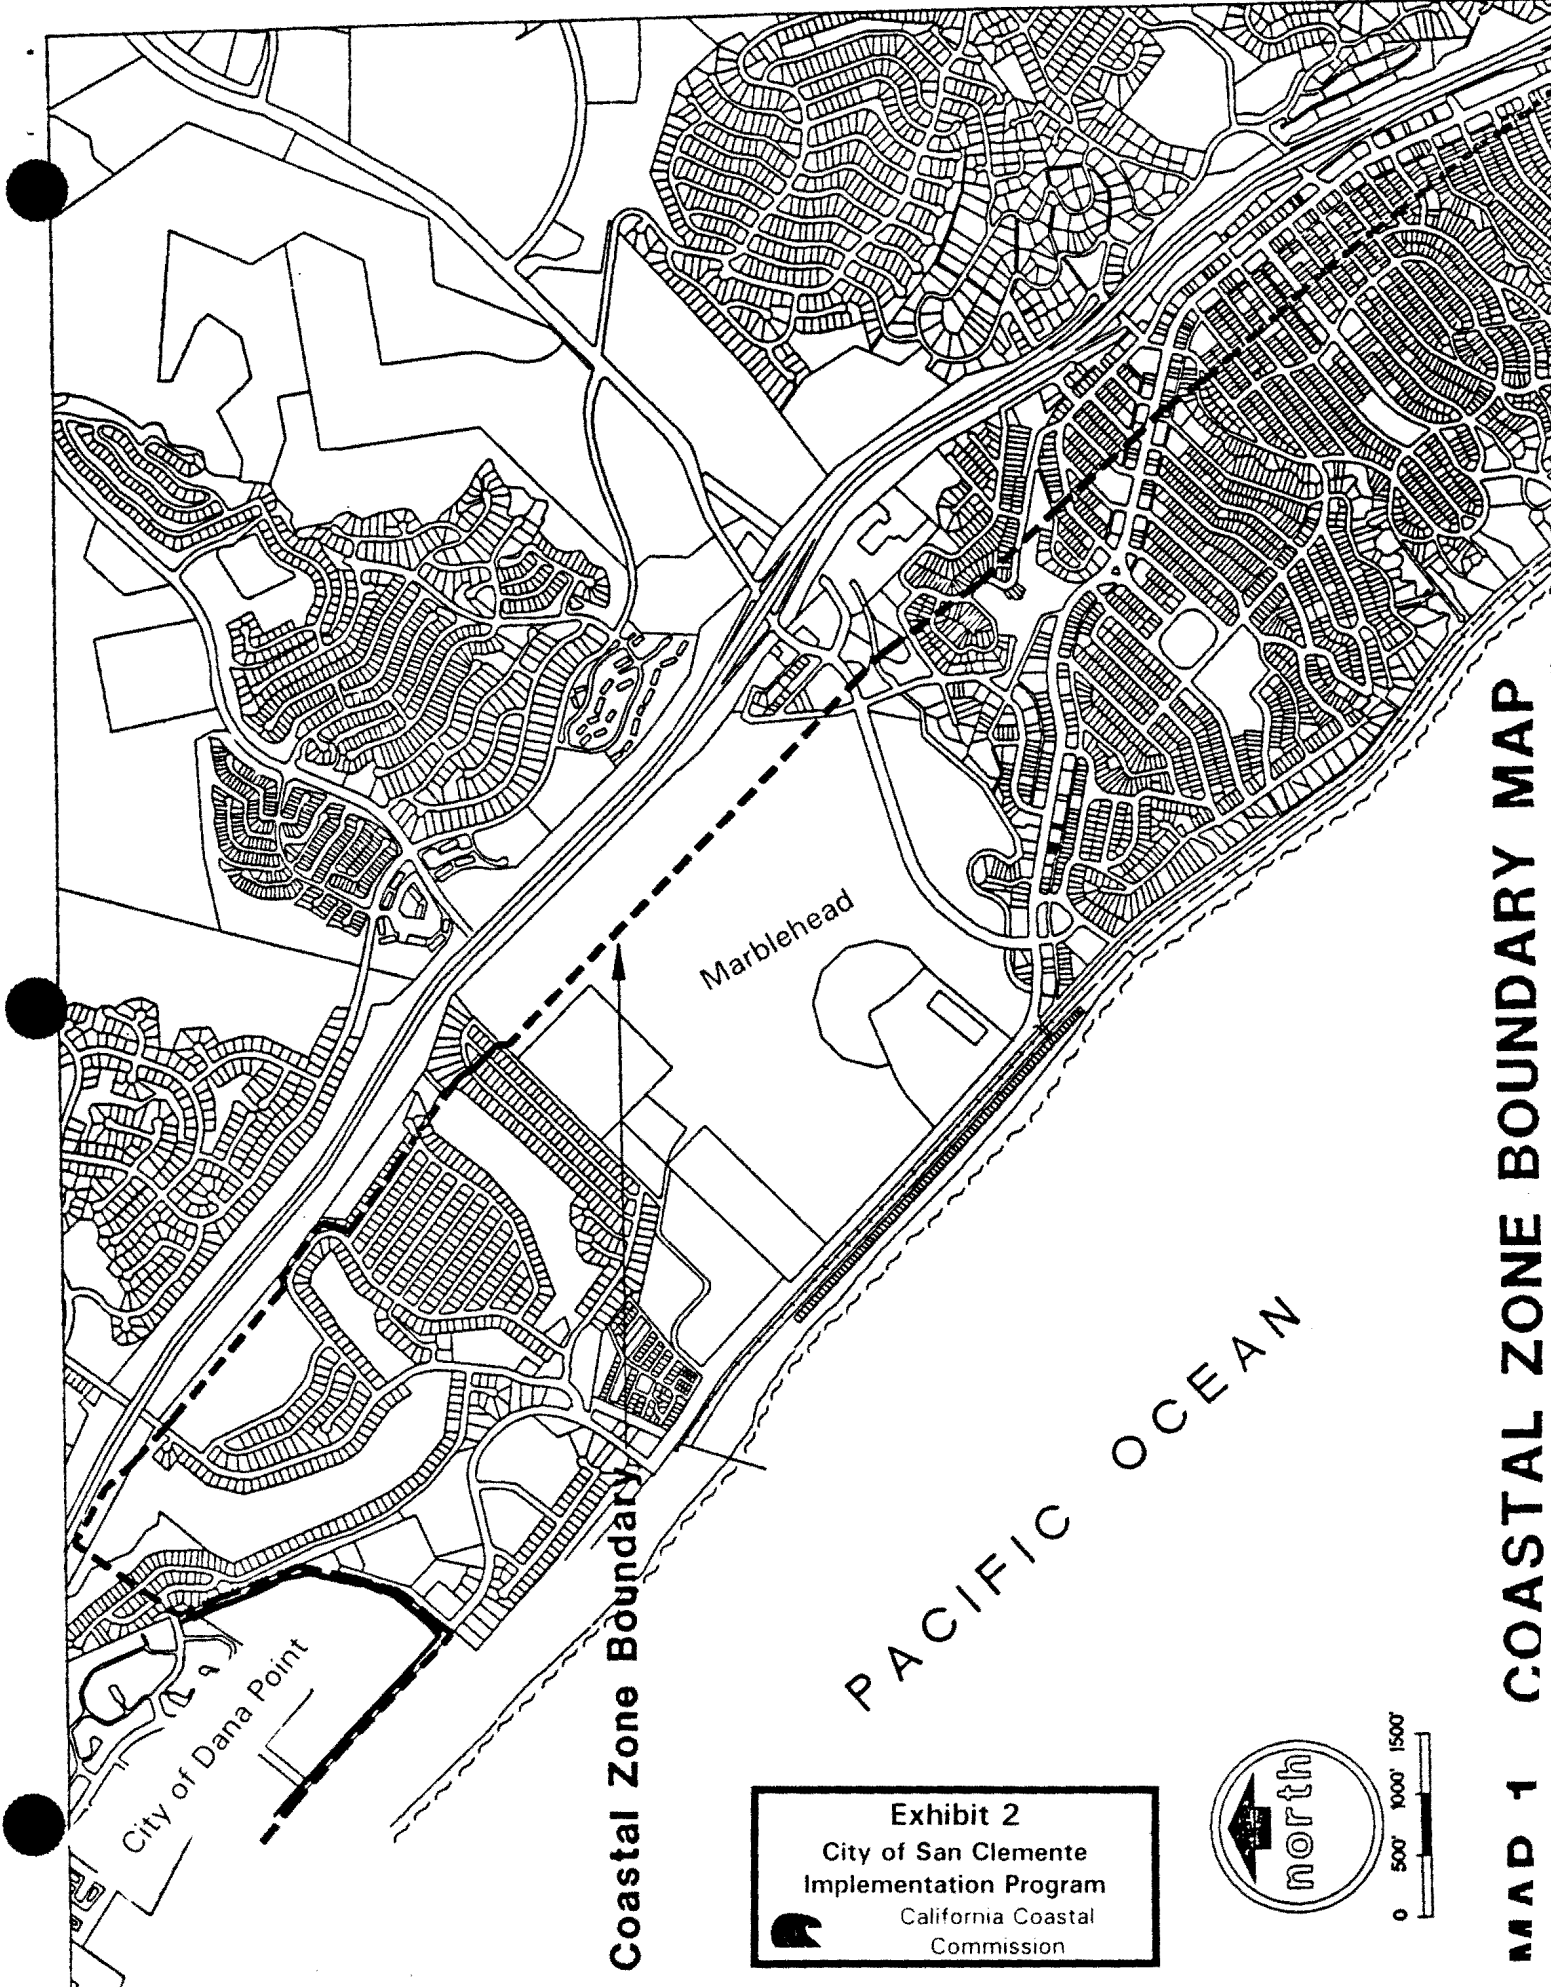 MAP 1 COASTAL ZONE BOUNDARY MAP
City of Dana Point
Marblehead
Coastal Zone Boundary
PACIFIC OCEAN
Exhibit 2
City of San Clemente
Implementation Program
California Coastal
Commission
north
0 500' 1000' 1500'